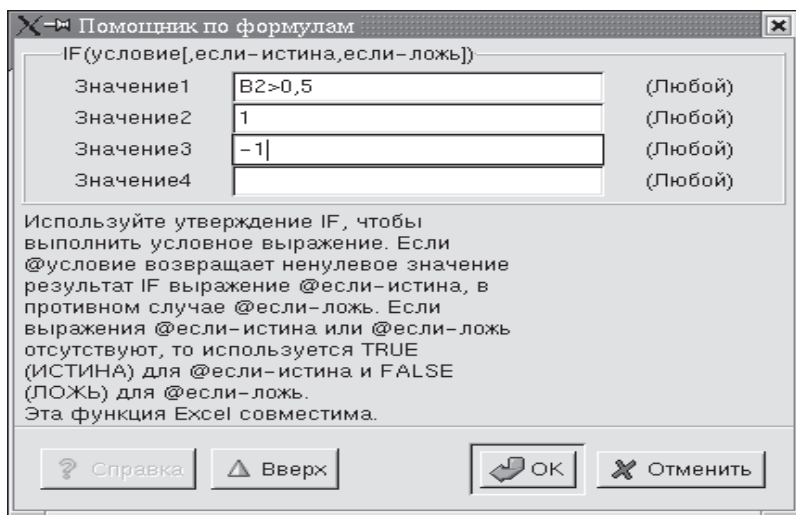 Помощник по формулам
IF(условие[,если-истина,если-ложь])
Значение1 B2>0,5 (Любой)
Значение2 1 (Любой)
Значение3 -1 (Любой)
Значение4 (Любой)
Используйте утверждение IF, чтобы
выполнить условное выражение. Если
@условие возвращает ненулевое значение
результат IF выражение @если-истина, в
противном случае @если-ложь. Если
выражения @если-истина или @если-ложь
отсутствуют, то используется TRUE
(ИСТИНА) для @если-истина и FALSE
(ЛОЖЬ) для @если-ложь.
Эта функция Excel совместима.
? Справка Вверх OK Отменить